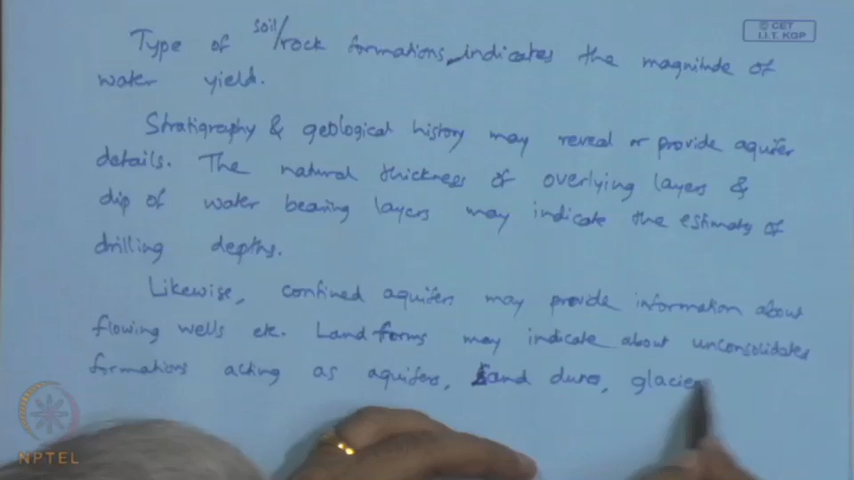 © CET
I.I.T. KGP
Type of soil/rock formations indicates the magnitude of
water yield.
Stratigraphy & geological history may reveal or provide aquifer
details. The natural thickness of overlying layers &
dip of water bearing layers may indicate the estimate of
drilling depths.
Likewise, confined aquifers may provide information about
flowing wells etc. Land forms may indicate about unconsolidated
formations acting as aquifers, sand dunes, glacie
NPTEL